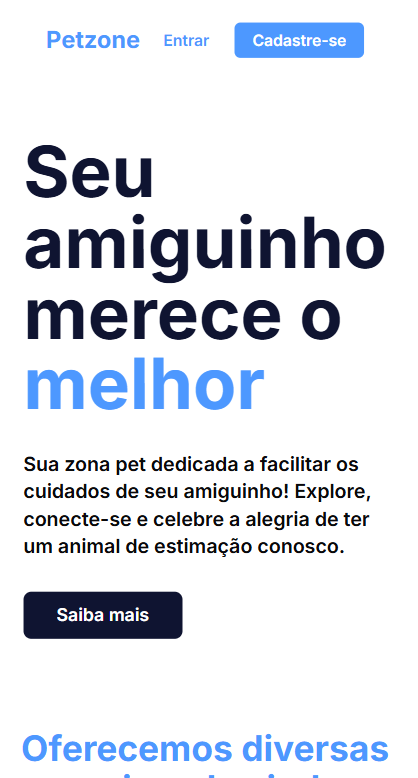 Petzone Entrar Cadastre-se
Seu
amiguinho
merece o
melhor
Sua zona pet dedicada a facilitar os
cuidados de seu amiguinho! Explore,
conecte-se e celebre a alegria de ter
um animal de estimação conosco.
Saiba mais
Oferecemos diversas